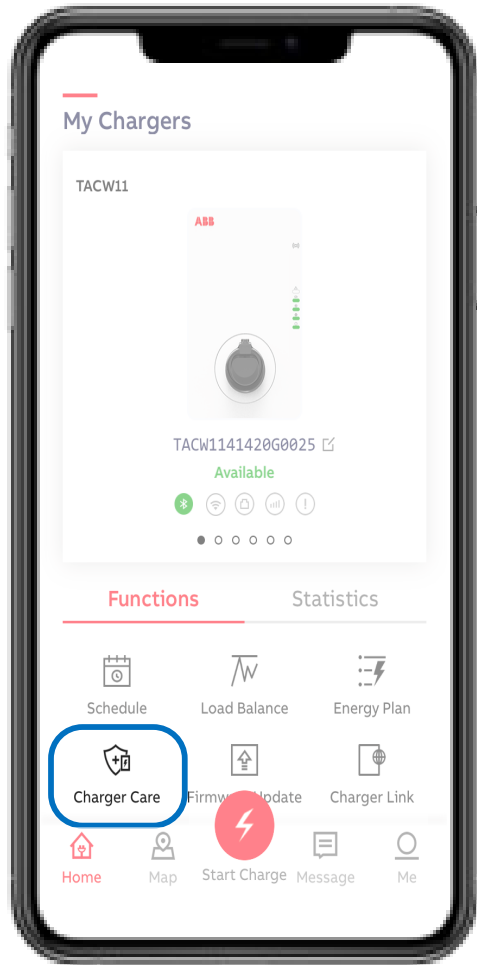 My Chargers
TACW11
ABB
TACW1141420G0025
Available
Functions Statistics
Schedule Load Balance Energy Plan
Charger Care Firmware Update Charger Link
Home Map Start Charge Message Me